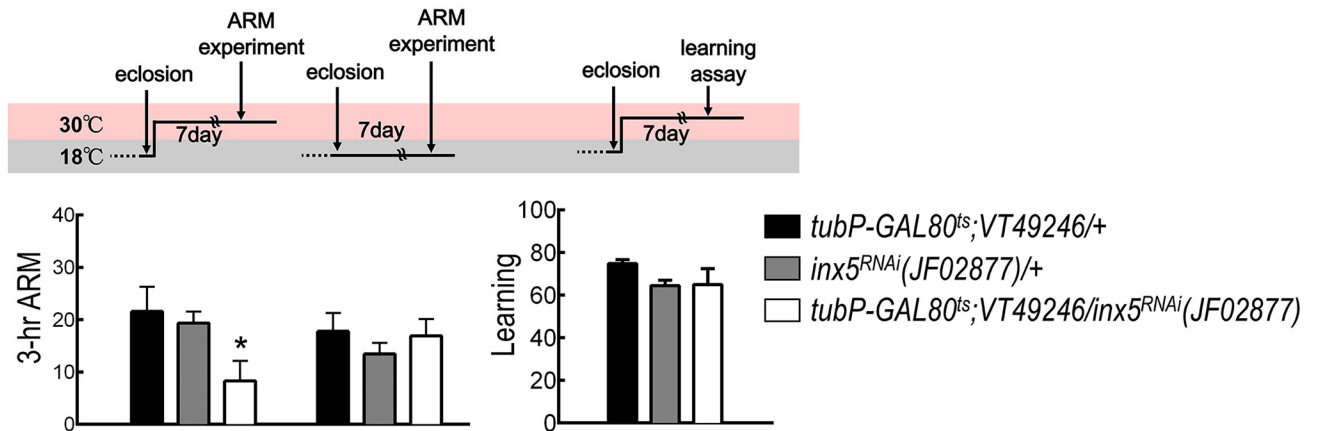 ARM
experiment
eclosion
ARM
experiment
eclosion
learning
assay
eclosion
30℃
7day
7day
7day
18℃
3-hr ARM
40
30
20
10
0
*
Learning
100
80
60
40
20
0
tubP-GAL80ts;VT49246/+
inx5RNAi(JF02877)/+
tubP-GAL80ts;VT49246/inx5RNAi(JF02877)